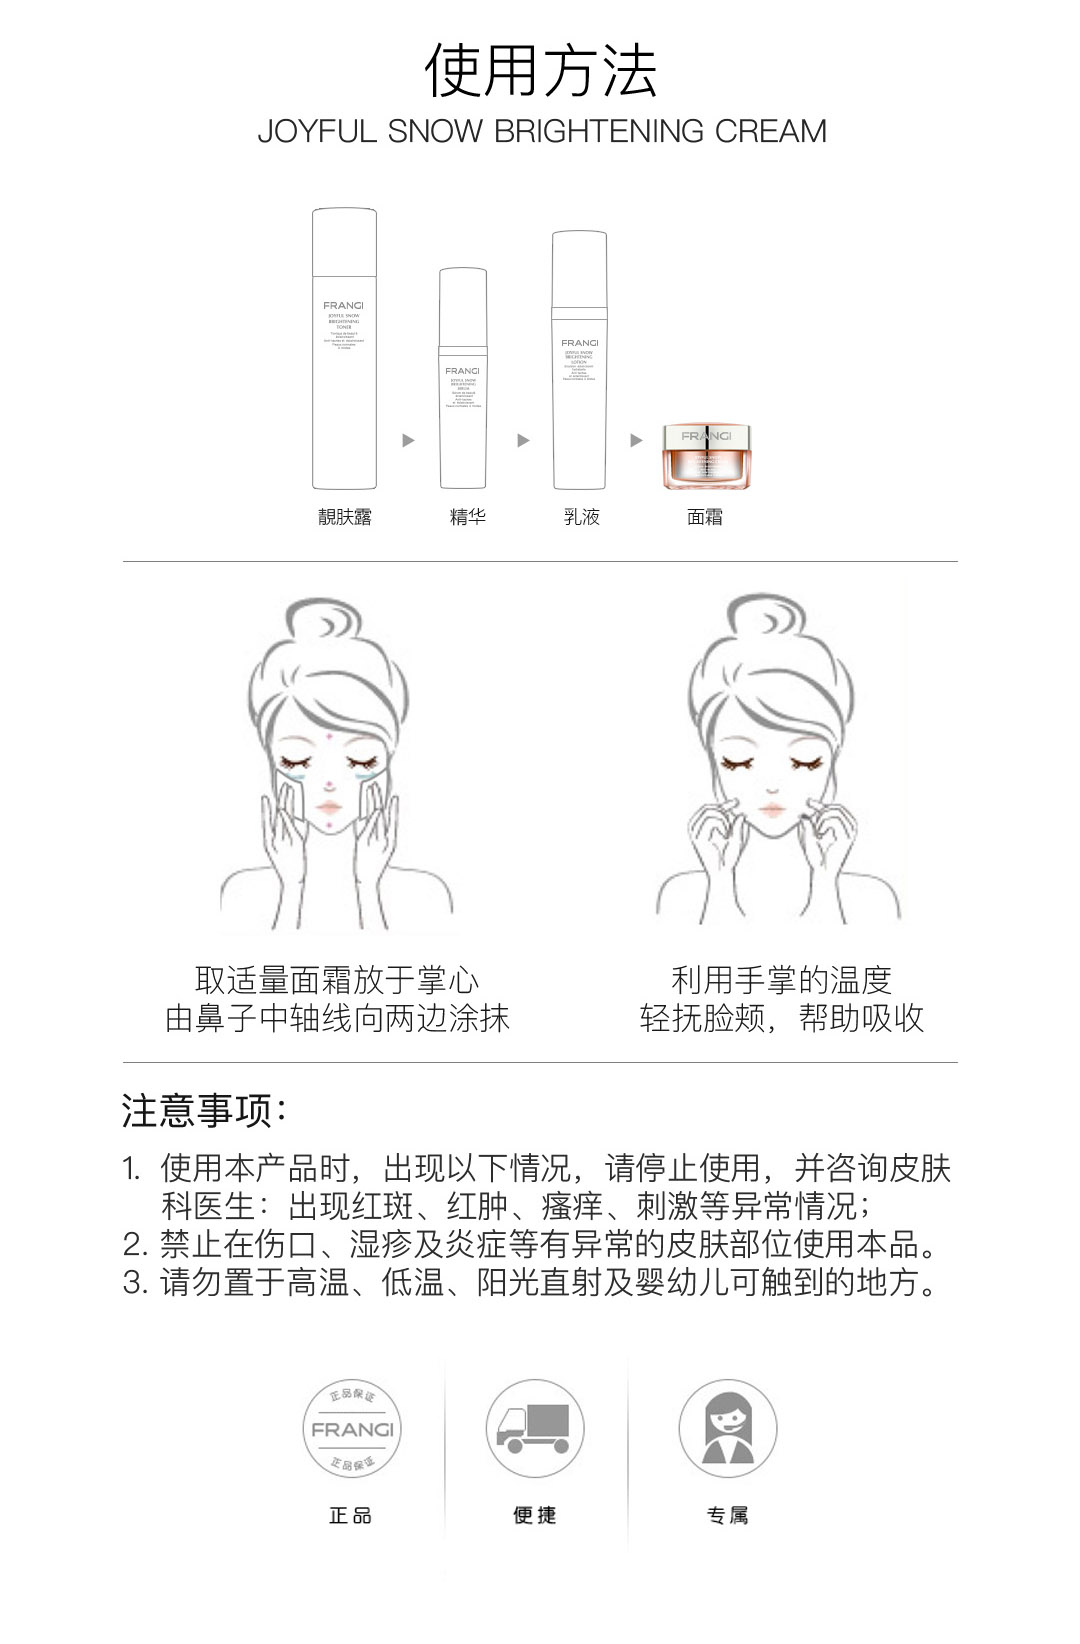 使用方法
JOYFUL SNOW BRIGHTENING CREAM
FRANGI
JOYFUL SNOW
BRIGHTENING
TONER
FRANGI
JOYFUL SNOW
BRIGHTENING
SERUM
FRANGI
JOYFUL SNOW
BRIGHTENING
LOTION
FRANGI
靓肤露
精华
乳液
面霜
取适量面霜放于掌心
由鼻子中轴线向两边涂抹
利用手掌的温度
轻抚脸颊，帮助吸收
注意事项：
1. 使用本产品时，出现以下情况，请停止使用，并咨询皮肤
科医生：出现红斑、红肿、瘙痒、刺激等异常情况；
2. 禁止在伤口、湿疹及炎症等有异常的皮肤部位使用本品。
3. 请勿置于高温、低温、阳光直射及婴幼儿可触到的地方。
正品保证
FRANGI
正品保证
正品
便捷
专属